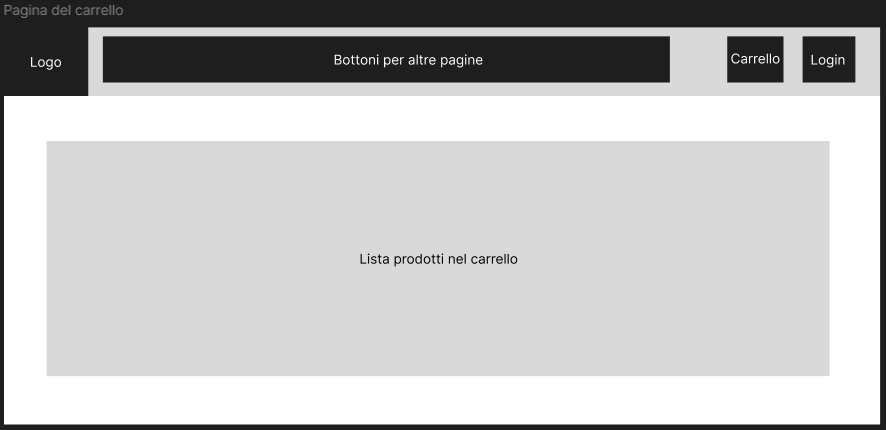 Pagina del carrello
Logo
Bottoni per altre pagine
Carrello
Login
Lista prodotti nel carrello